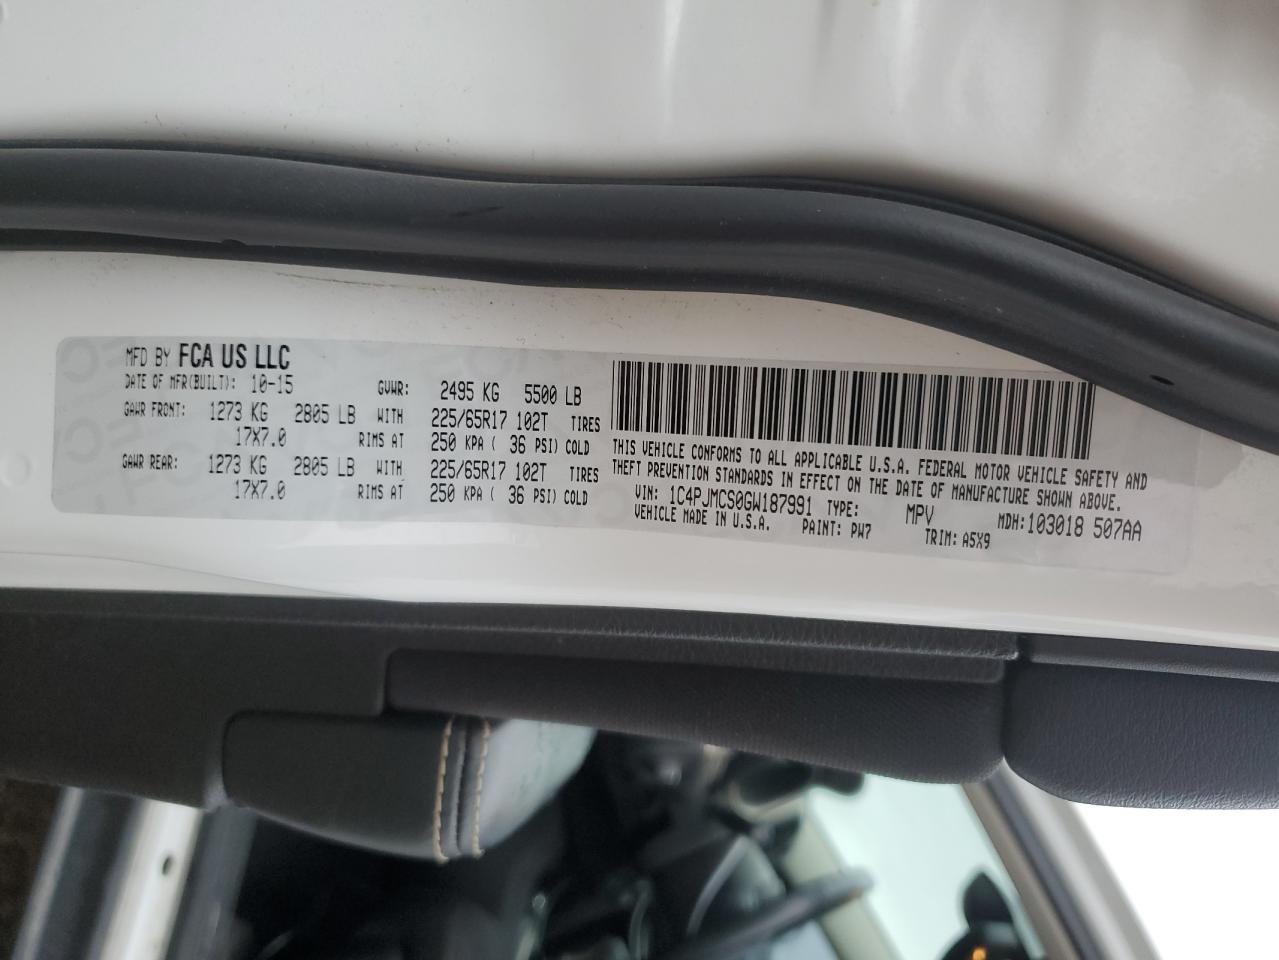 MFD BY FCA US LLC
DATE OF MFR(BUILT): 10-15 GVWR: 2495 KG 5500 LB
GAWR FRONT: 1273 KG 2805 LB WITH 225/65R17 102T TIRES
17X7.0 RIMS AT 250 KPA ( 36 PSI) COLD
GAWR REAR: 1273 KG 2805 LB WITH 225/65R17 102T TIRES
17X7.0 RIMS AT 250 KPA ( 36 PSI) COLD
THIS VEHICLE CONFORMS TO ALL APPLICABLE U.S.A. FEDERAL MOTOR VEHICLE SAFETY AND
THEFT PREVENTION STANDARDS IN EFFECT ON THE DATE OF MANUFACTURE SHOWN ABOVE.
VIN: 1C4PJMCS0GW187991 TYPE: MPV MDH: 103018 507AA
VEHICLE MADE IN U.S.A. PAINT: PW7 TRIM: A5X9